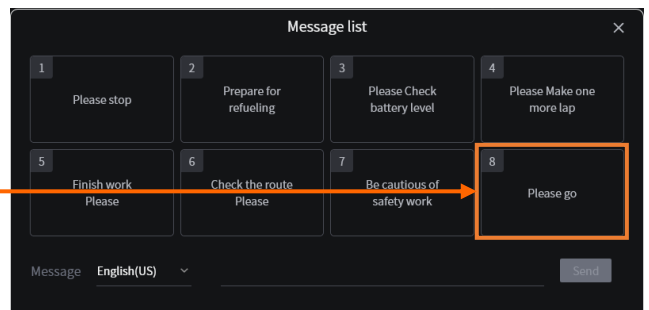 Message list
1
Please stop
2
Prepare for
refueling
3
Please Check
battery level
4
Please Make one
more lap
5
Finish work
Please
6
Check the route
Please
7
Be cautious of
safety work
8
Please go
Message English(US)
Send